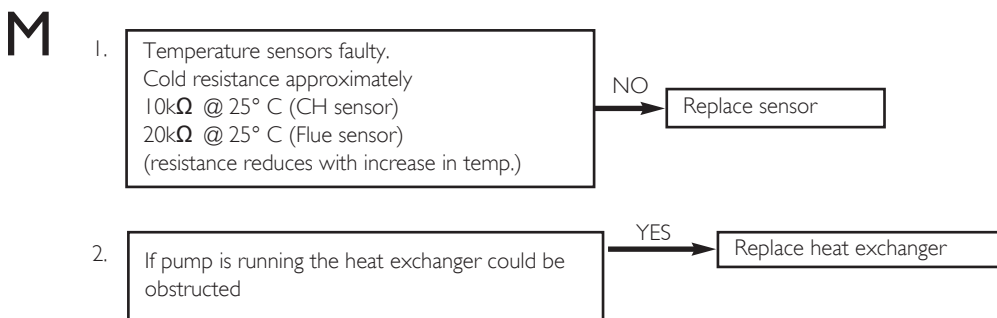 M
1.
Temperature sensors faulty.
Cold resistance approximately
10kΩ @ 25° C (CH sensor)
20kΩ @ 25° C (Flue sensor)
(resistance reduces with increase in temp.)
NO
Replace sensor
2.
If pump is running the heat exchanger could be
obstructed
YES
Replace heat exchanger